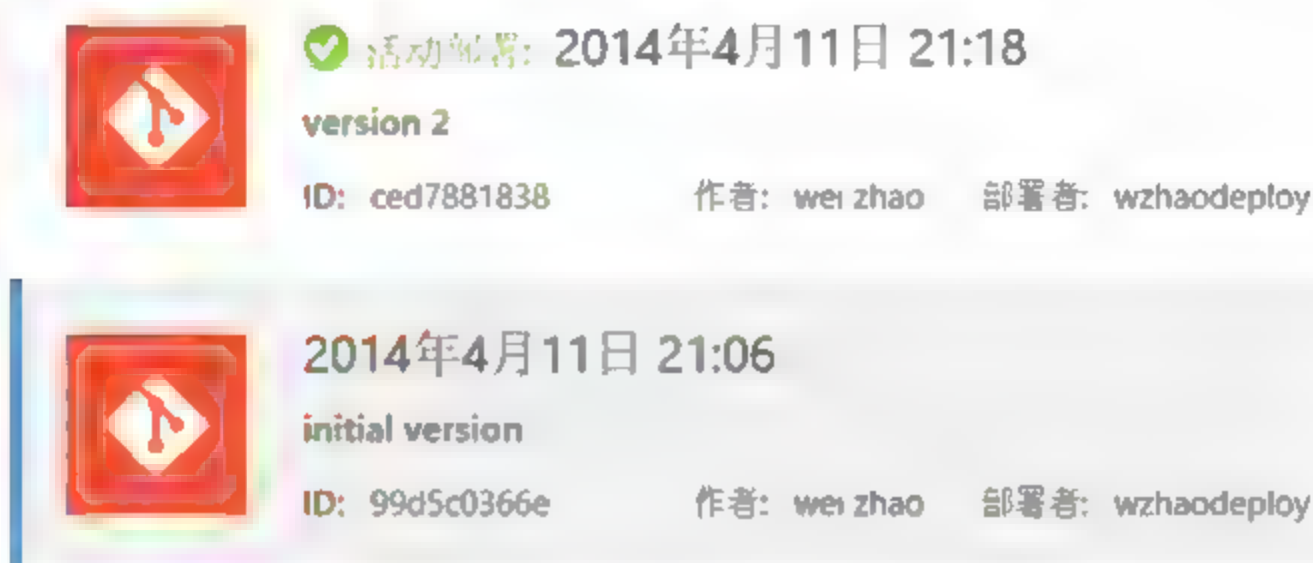 活动部署: 2014年4月11日 21:18
version 2
ID: ced7881838 作者: wei zhao 部署者: wzhaodeploy
2014年4月11日 21:06
initial version
ID: 99d5c0366e 作者: wei zhao 部署者: wzhaodeploy